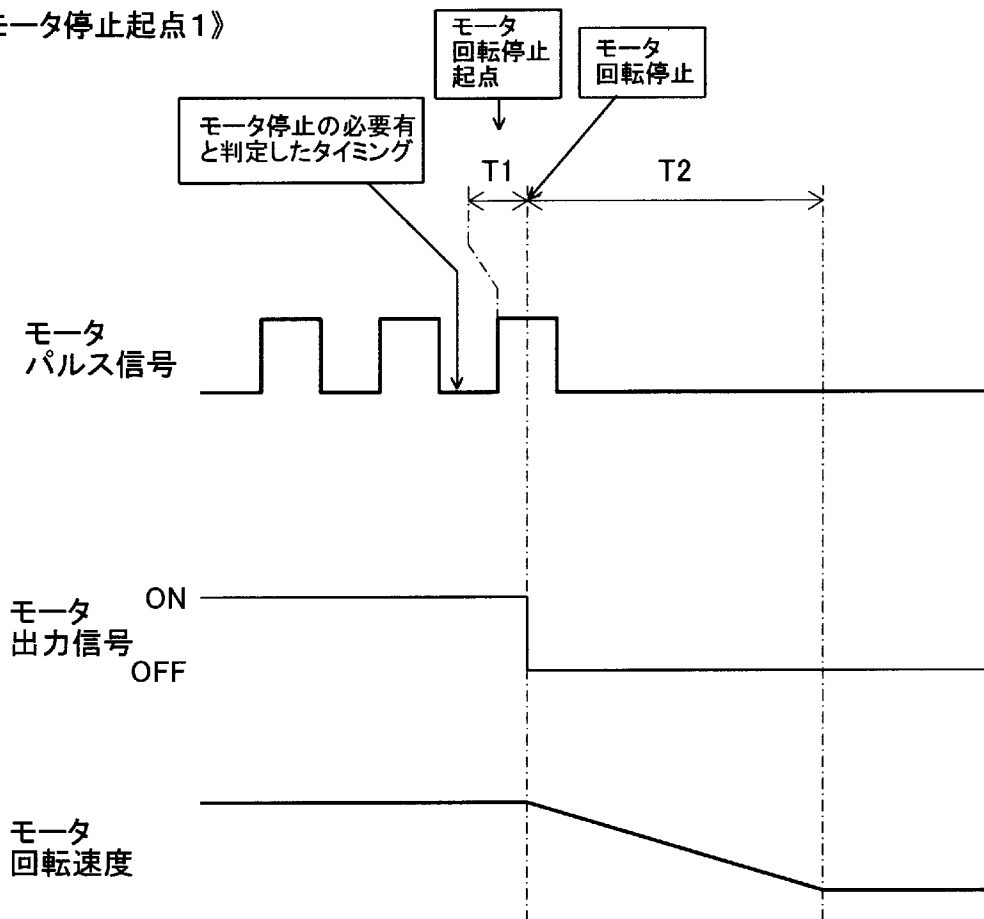 モータ停止起点1》
モータ
回転停止
起点
モータ
回転停止
モータ停止の必要有
と判定したタイミング
T1
T2
モータ
パルス信号
モータ
出力信号
ON
OFF
モータ
回転速度